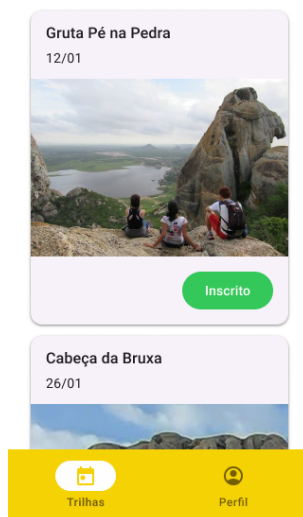 Gruta Pé na Pedra
12/01
Inscrito
Cabeça da Bruxa
26/01
Trilhas
Perfil